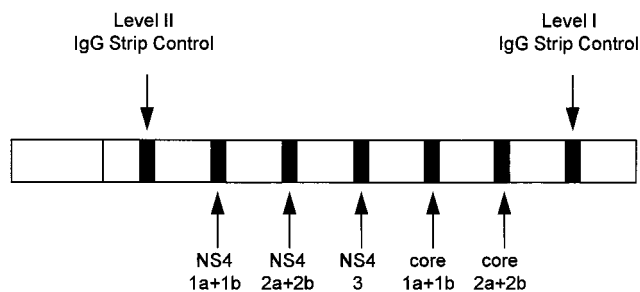 Level II
IgG Strip Control
Level I
IgG Strip Control
NS4
1a+1b
NS4
2a+2b
NS4
3
core
1a+1b
core
2a+2b